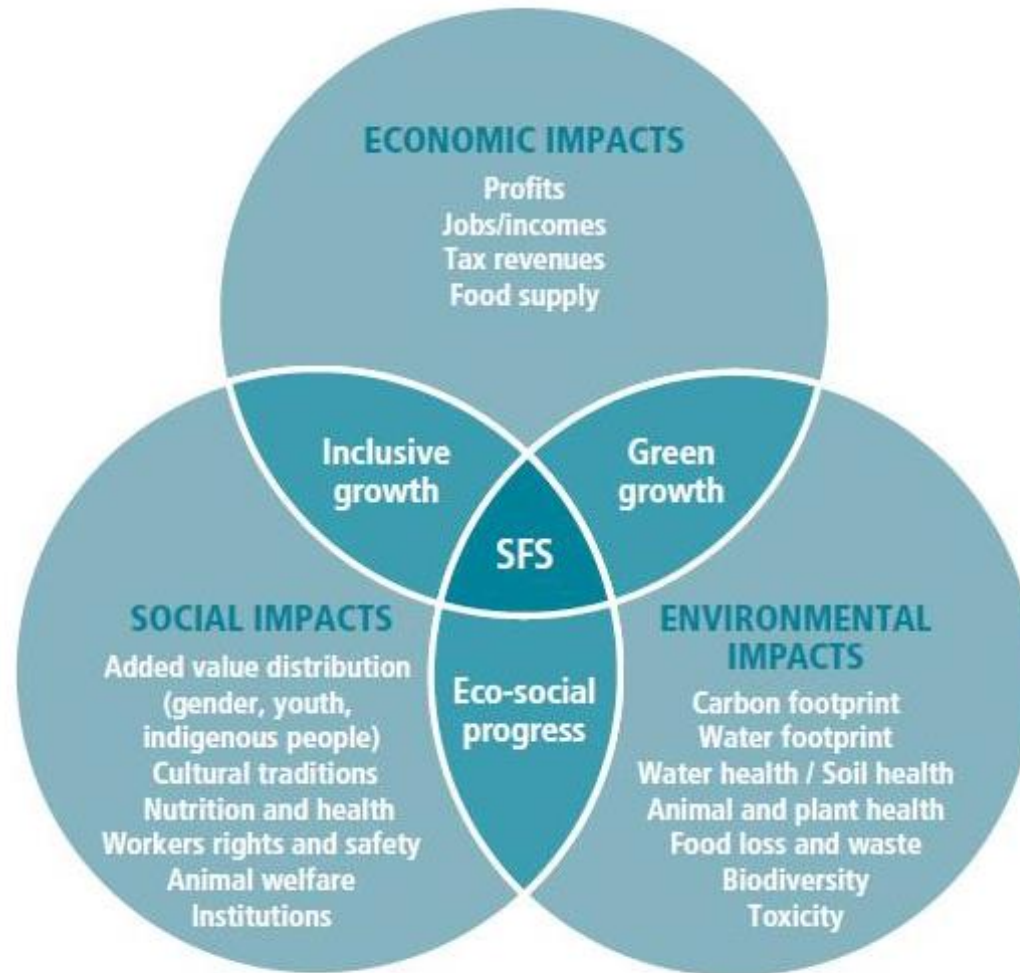 ECONOMIC IMPACTS
Profits
Jobs/incomes
Tax revenues
Food supply
Inclusive
growth
Green
growth
SFS
SOCIAL IMPACTS
Added value distribution
(gender, youth,
indigenous people)
Cultural traditions
Nutrition and health
Workers rights and safety
Animal welfare
Institutions
Eco-social
progress
ENVIRONMENTAL
IMPACTS
Carbon footprint
Water footprint
Water health / Soil health
Animal and plant health
Food loss and waste
Biodiversity
Toxicity